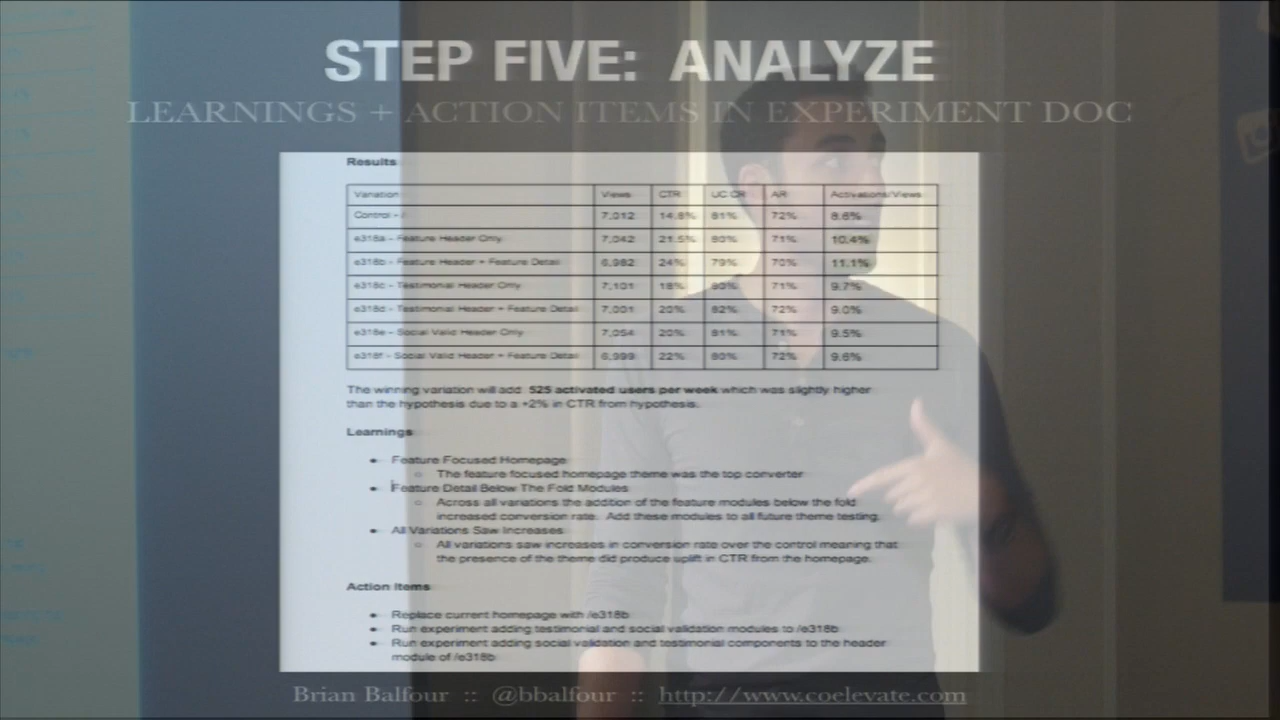 STEP FIVE: ANALYZE
LEARNINGS + ACTION ITEMS IN EXPERIMENT DOC
Results
Variation Views CTR UC CR AR Activations/Views
Control - / 7,012 14.8% 81% 72% 8.6%
e318a - Feature Header Only 7,042 21.5% 80% 71% 10.4%
e318b - Feature Header + Feature Detail 6,982 24% 79% 70% 11.1%
e318c - Testimonial Header Only 7,101 18% 80% 71% 9.7%
e318d - Testimonial Header + Feature Detail 7,001 20% 82% 72% 9.0%
e318e - Social Valid Header Only 7,054 20% 81% 71% 9.5%
e318f - Social Valid Header + Feature Detail 6,999 22% 80% 72% 9.6%
The winning variation will add 525 activated users per week which was slightly higher
than the hypothesis due to a +2% in CTR from hypothesis.
Learnings
Feature Focused Homepage
The feature focused homepage theme was the top converter
Feature Detail Below The Fold Modules
Across all variations the addition of the feature modules below the fold
increased conversion rate. Add these modules to all future theme testing.
All Variations Saw Increases
All variations saw increases in conversion rate over the control meaning that
the presence of the theme did produce uplift in CTR from the homepage.
Action Items
Replace current homepage with /e318b
Run experiment adding testimonial and social validation modules to /e318b
Run experiment adding social validation and testimonial components to the header
module of /e318b
Brian Balfour :: @bbalfour :: http://www.coelevate.com